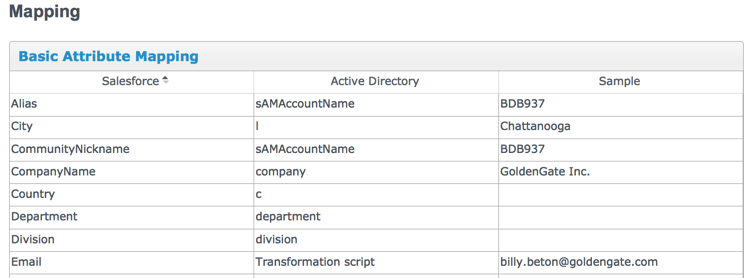 Mapping
Basic Attribute Mapping
Salesforce Active Directory Sample
Alias sAMAccountName BDB937
City l Chattanooga
CommunityNickname sAMAccountName BDB937
CompanyName company GoldenGate Inc.
Country c
Department department
Division division
Email Transformation script billy.beton@goldengate.com